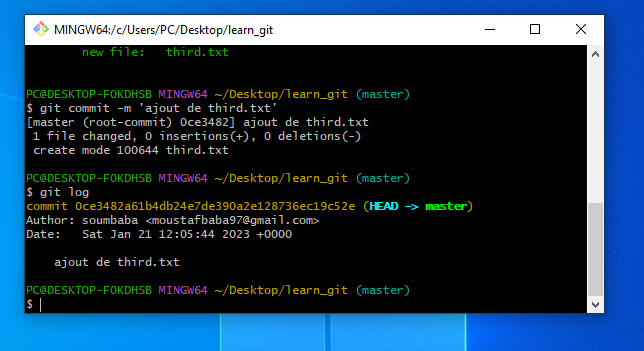 MINGW64:/c/Users/PC/Desktop/learn_git
new file:   third.txt
PC@DESKTOP-FOKDHSB MINGW64 ~/Desktop/learn_git (master)
$ git commit -m 'ajout de third.txt'
[master (root-commit) 0ce3482] ajout de third.txt
 1 file changed, 0 insertions(+), 0 deletions(-)
 create mode 100644 third.txt
PC@DESKTOP-FOKDHSB MINGW64 ~/Desktop/learn_git (master)
$ git log
commit 0ce3482a61b4db24e7de390a2e128736ec19c52e (HEAD -> master)
Author: soumbaba <moustafbaba97@gmail.com>
Date:   Sat Jan 21 12:05:44 2023 +0000
    ajout de third.txt
PC@DESKTOP-FOKDHSB MINGW64 ~/Desktop/learn_git (master)
$